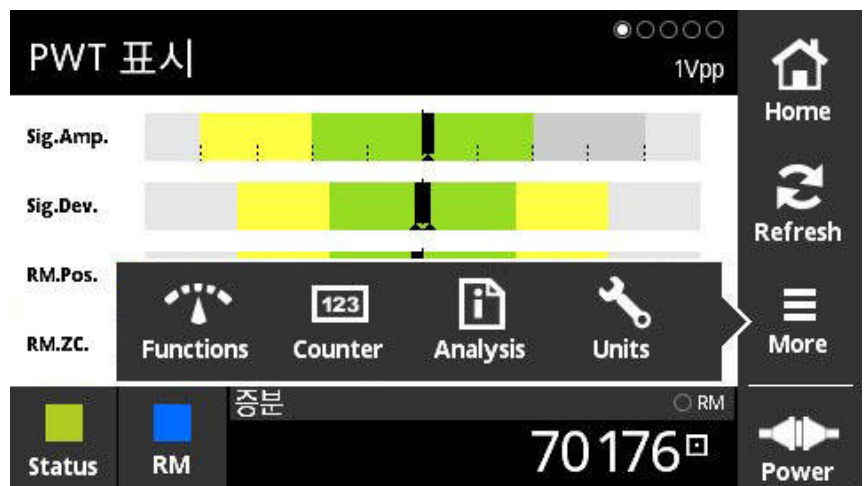 PWT 표시
1Vpp
Home
Sig.Amp.
Sig.Dev.
Refresh
RM.Pos.
RM.ZC.
Functions
123
Counter
Analysis
Units
More
Status
RM
증분
RM
70176
Power